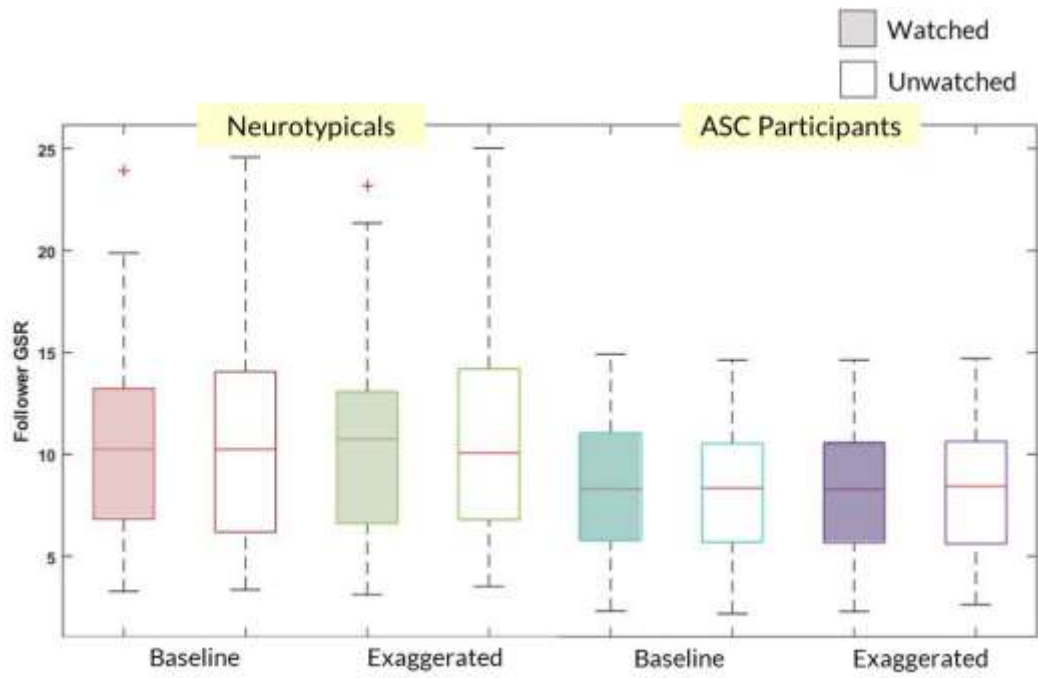 Watched
Unwatched
Neurotypicals
ASC Participants
25
20
15
10
5
Follower GSR
Baseline
Exaggerated
Baseline
Exaggerated